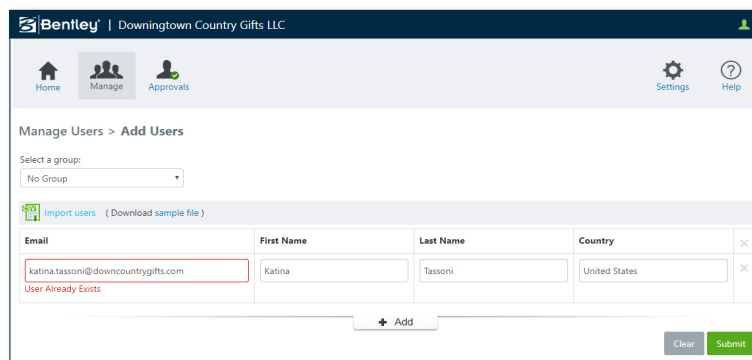 Bentley | Downingtown Country Gifts LLC
Home Manage Approvals Settings Help
Manage Users > Add Users
Select a group:
No Group
CSV Import users ( Download sample file )
Email First Name Last Name Country
katina.tassoni@downcountrygifts.com Katina Tassoni United States
User Already Exists
+ Add
Clear Submit